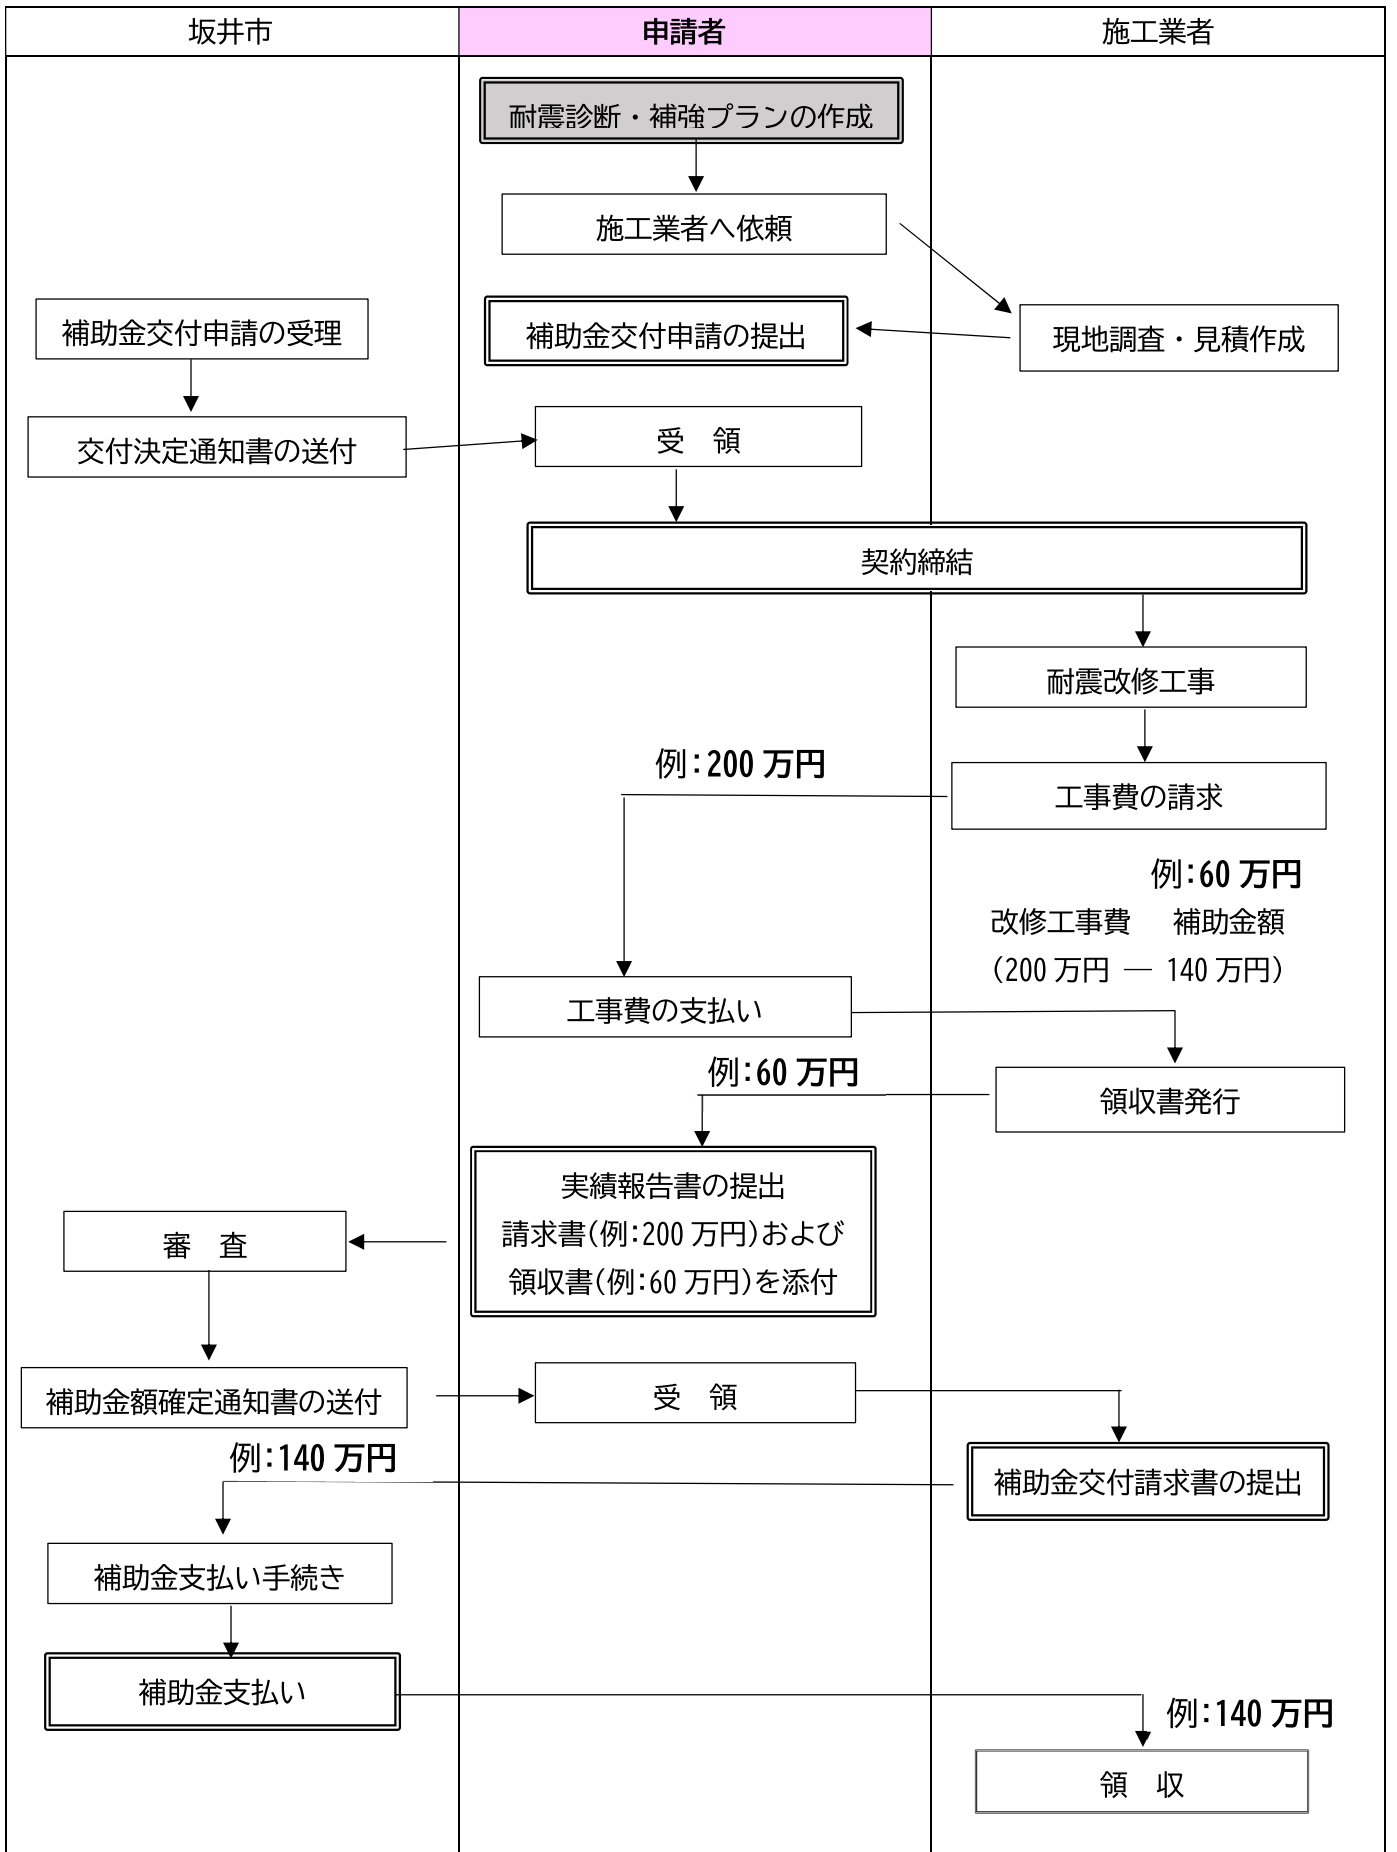 坂井市
申請者
施工業者
耐震診断・補強プランの作成
施工業者へ依頼
補助金交付申請の受理
補助金交付申請の提出
現地調査・見積作成
交付決定通知書の送付
受　領
契約締結
耐震改修工事
例：200 万円
工事費の請求
例：60 万円
改修工事費　補助金額
（200 万円 ― 140 万円）
工事費の支払い
例：60 万円
領収書発行
実績報告書の提出
請求書（例：200 万円）および
領収書（例：60 万円）を添付
審　査
補助金額確定通知書の送付
受　領
例：140 万円
補助金交付請求書の提出
補助金支払い手続き
補助金支払い
例：140 万円
領　収